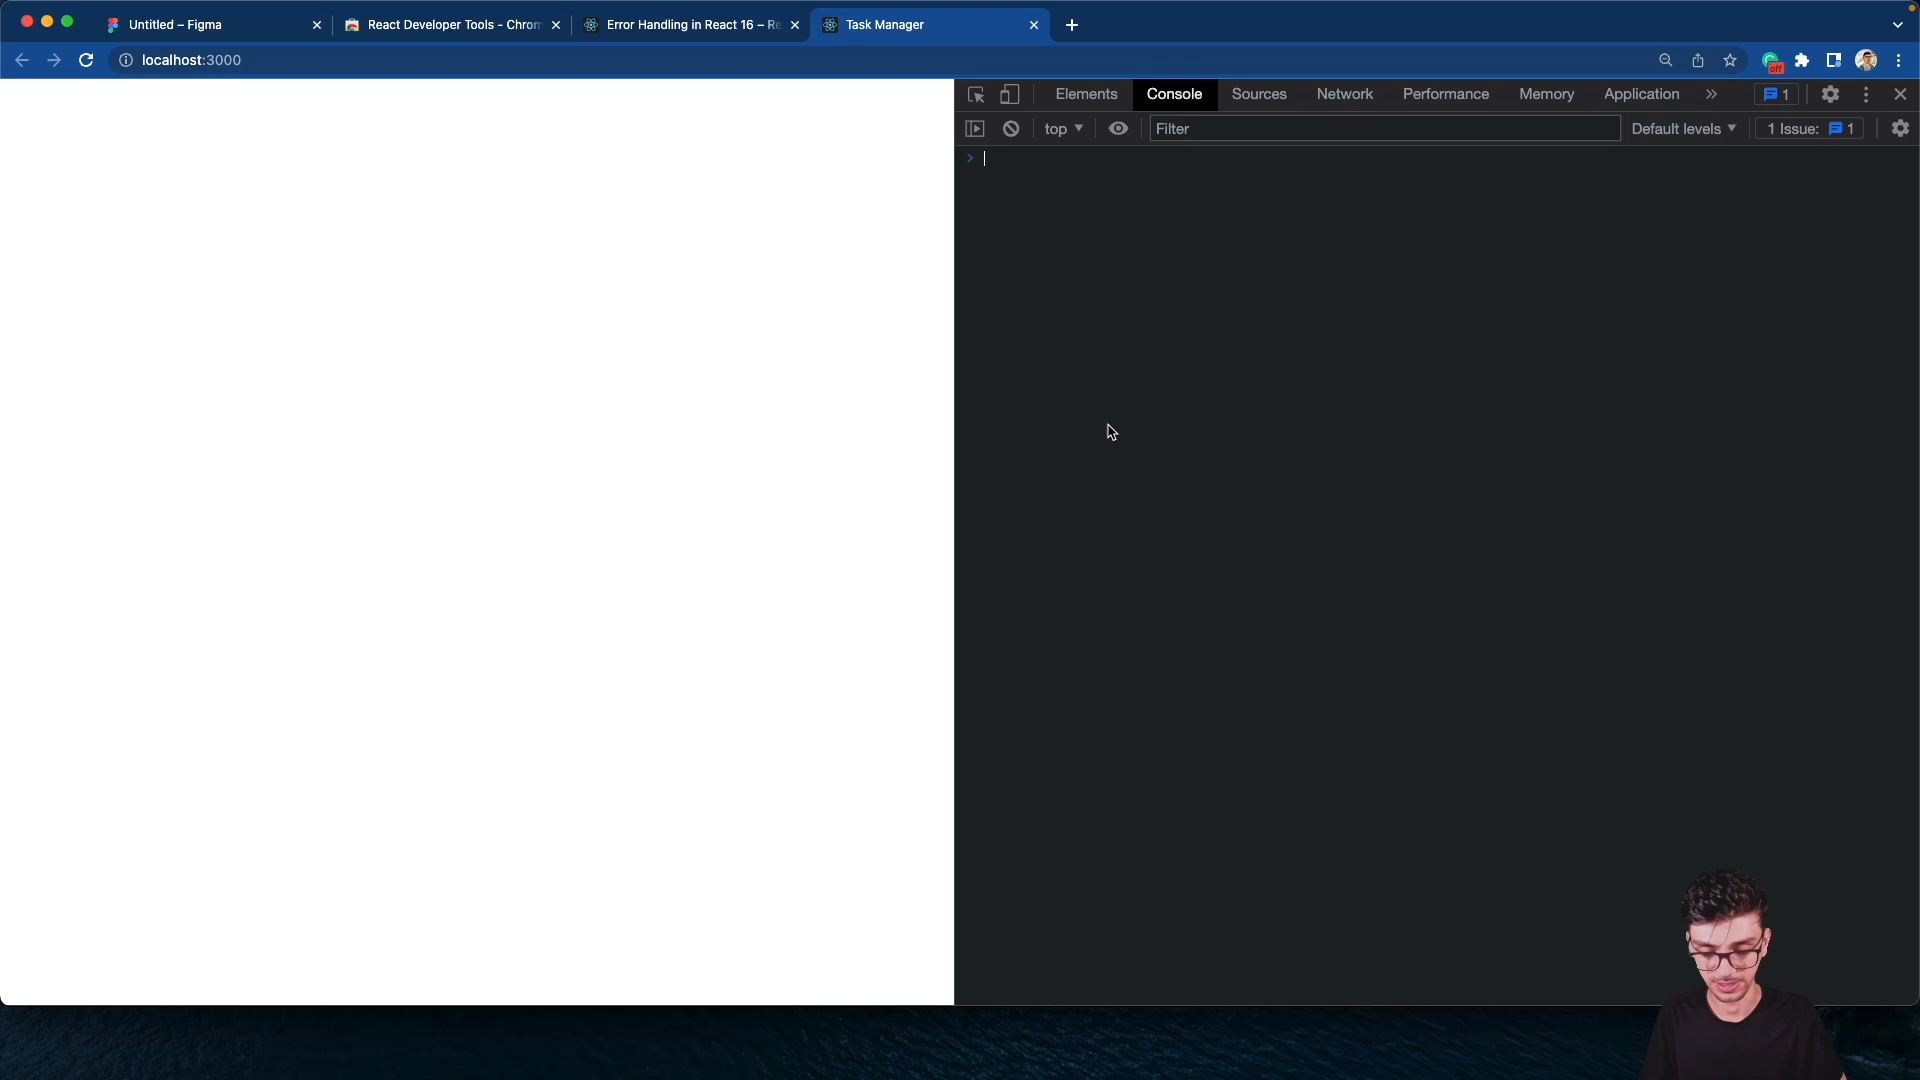 Untitled – Figma
React Developer Tools - Chrom
Error Handling in React 16 – Re
Task Manager
localhost:3000
off
Elements
Console
Sources
Network
Performance
Memory
Application
1
top
Filter
Default levels
1 Issue:
1